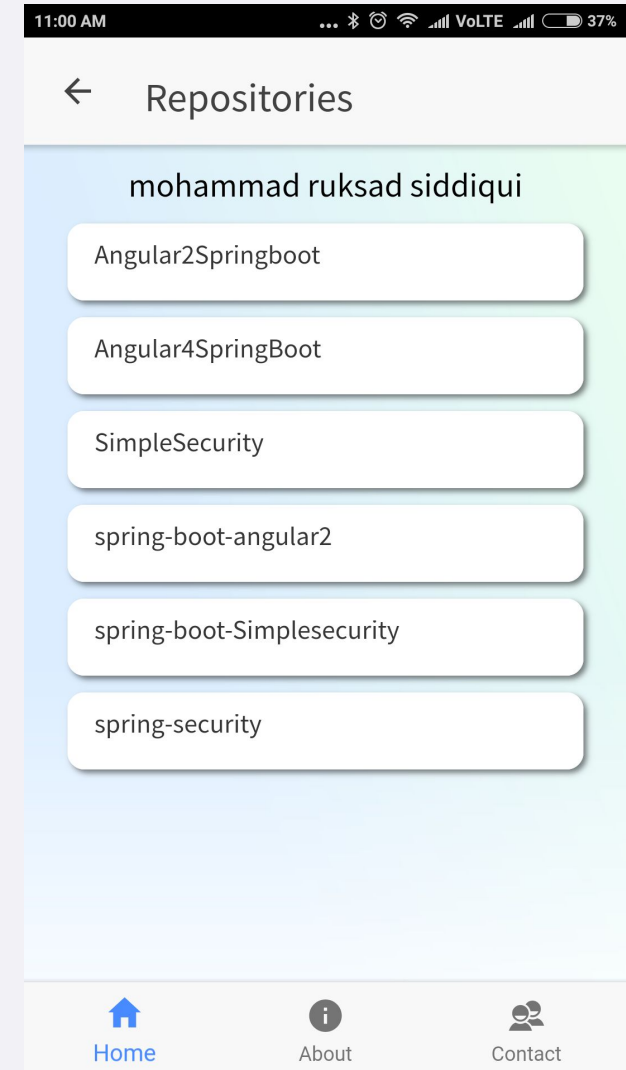 11:00 AM ... VoLTE 37%
Repositories
mohammad ruksad siddiqui
Angular2Springboot
Angular4SpringBoot
SimpleSecurity
spring-boot-angular2
spring-boot-Simplesecurity
spring-security
Home About Contact